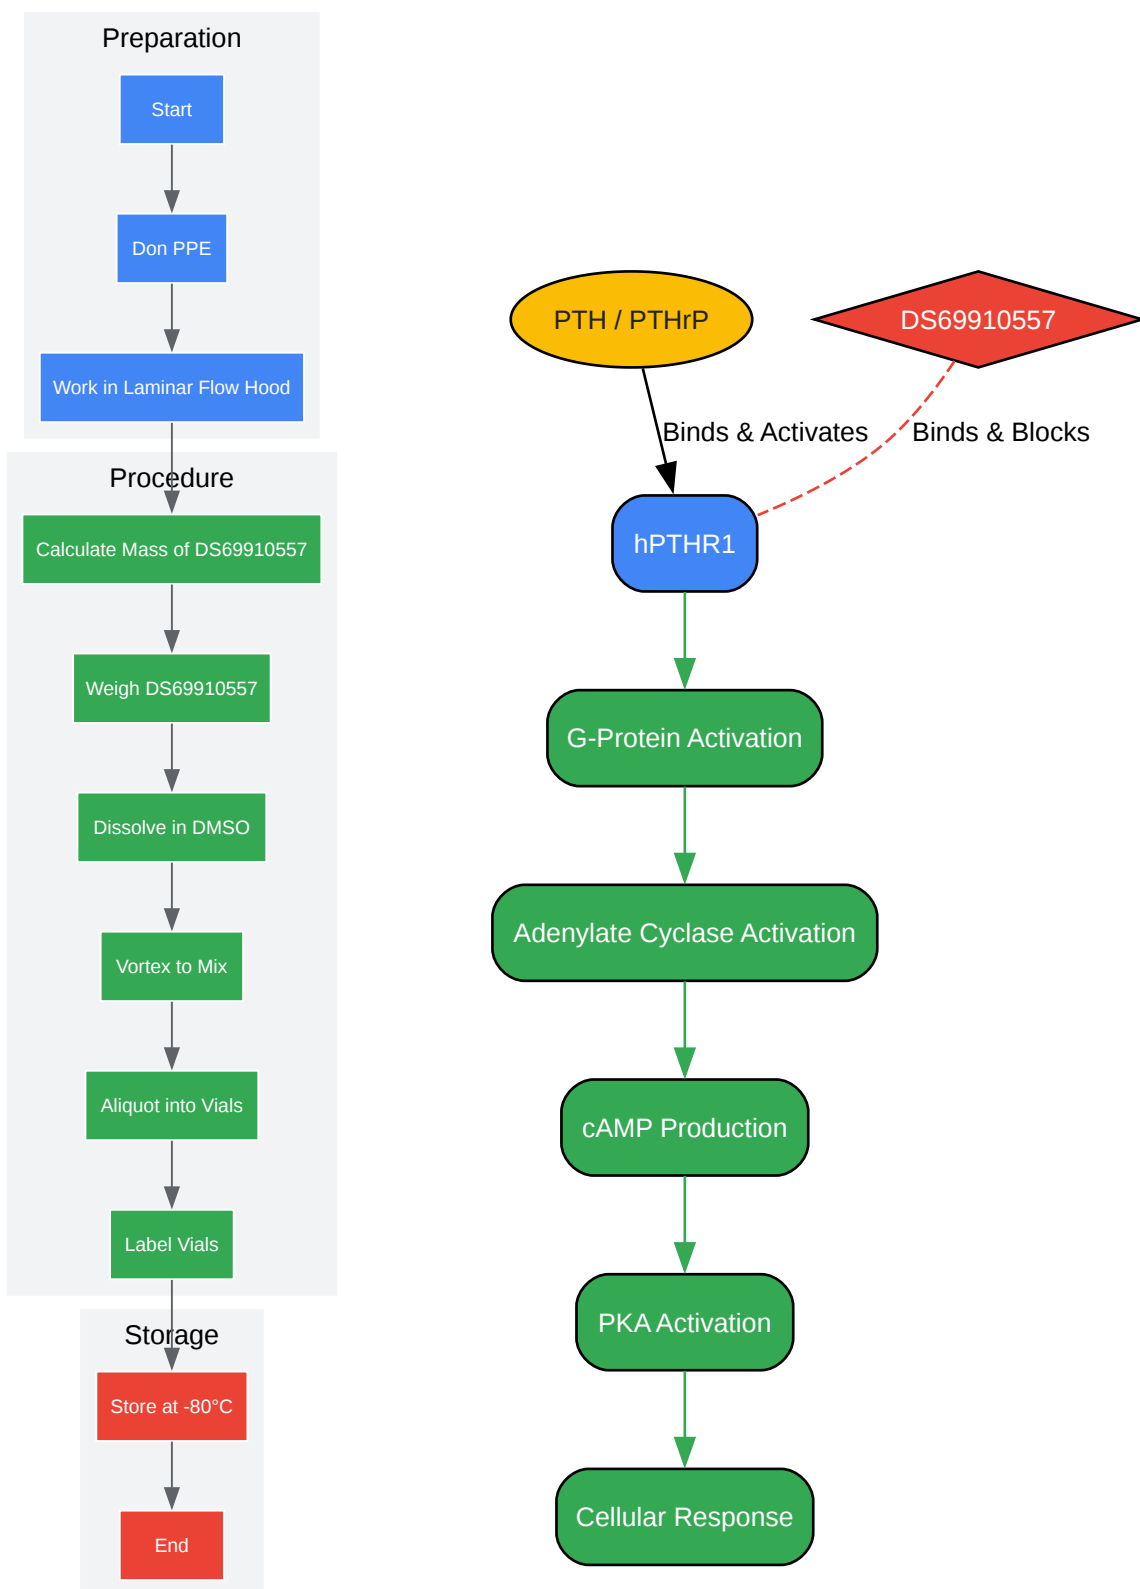 Preparation
Start
Don PPE
Work in Laminar Flow Hood
Procedure
Calculate Mass of DS69910557
Weigh DS69910557
Dissolve in DMSO
Vortex to Mix
Aliquot into Vials
Label Vials
Storage
Store at -80°C
End
PTH / PTHrP
DS69910557
Binds & Activates
Binds & Blocks
hPTHR1
G-Protein Activation
Adenylate Cyclase Activation
cAMP Production
PKA Activation
Cellular Response